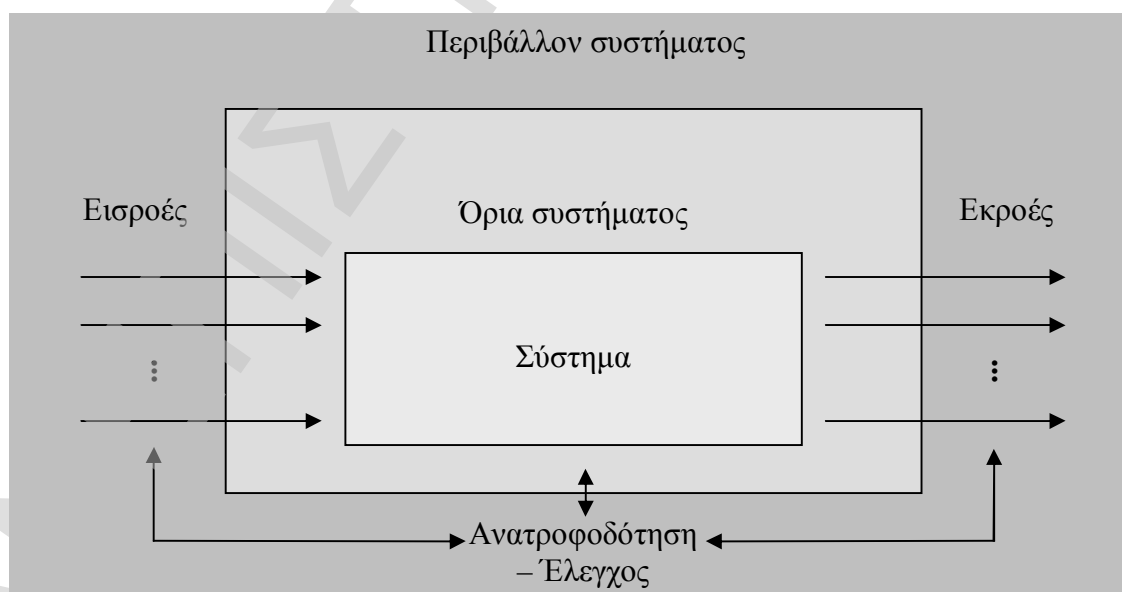 Περιβάλλον συστήματος
Εισροές
Όρια συστήματος
Εκροές
Σύστημα
Ανατροφοδότηση
– Έλεγχος